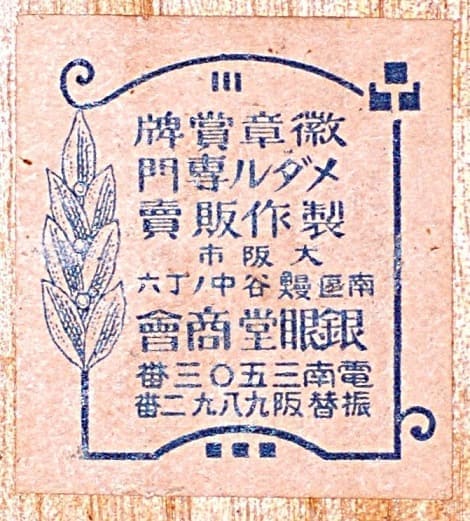 徽章賞牌
メダル専門
製作販賣
大阪市
南區鰻谷中ノ丁六
銀眼堂商會
電南三五〇三番
振替阪九八九二番